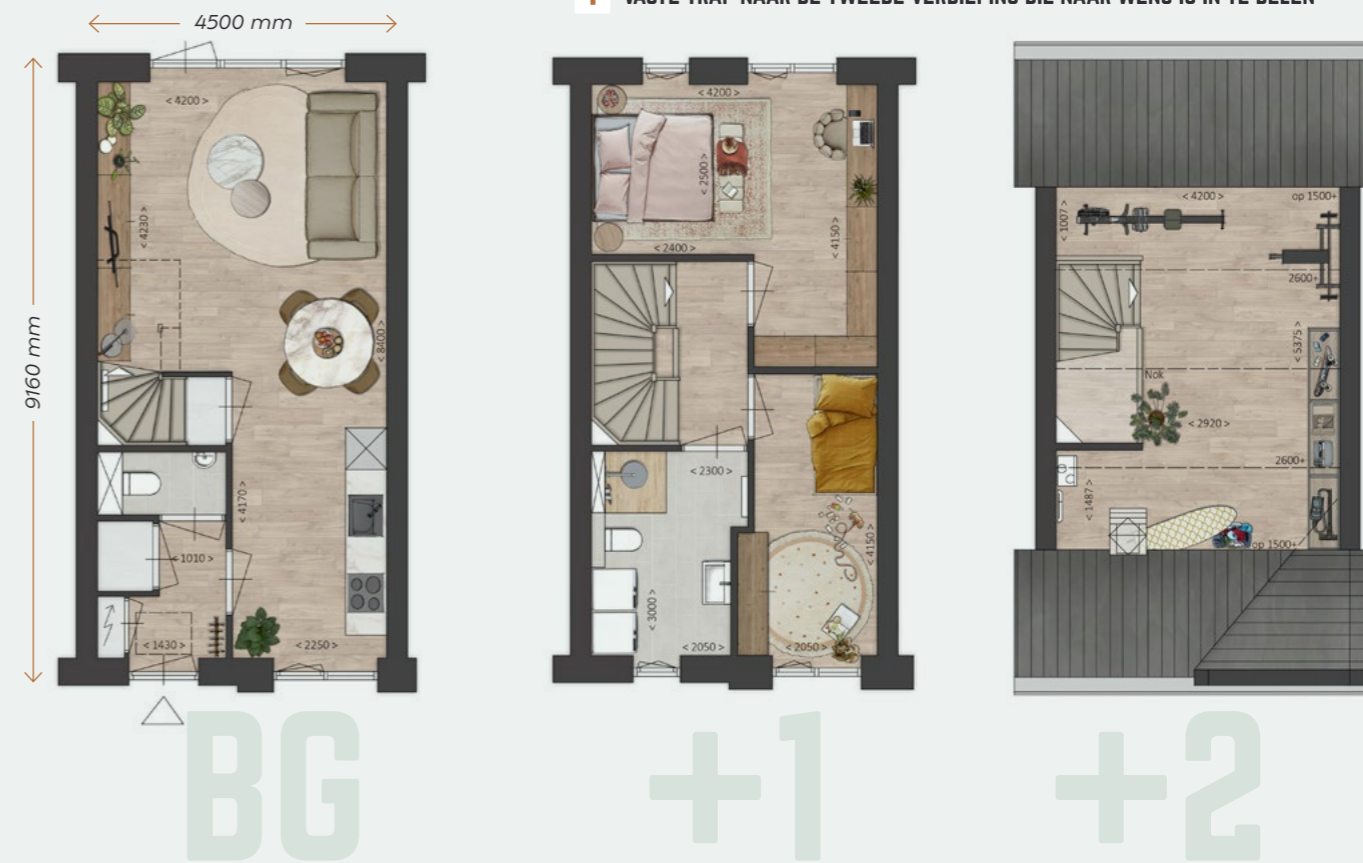 VASTE TRAP NAAR DE TWEEDE VERDIEPING DIE NAAR WENS IS IN TE DELEN
4500 mm
9160 mm
< 4200 >
< 4230 >
< 8400 >
< 4170 >
< 1010 >
< 1430 >
< 2250 >
BG
< 4200 >
< 2500 >
< 2400 >
< 4150 >
< 2300 >
< 4150 >
< 3000 >
< 2050 >
< 2050 >
+1
< 4200 >
op 1500+
< 1007 >
2600+
< 5375 >
Nok
< 2920 >
2600+
< 1487 >
op 1500+
+2